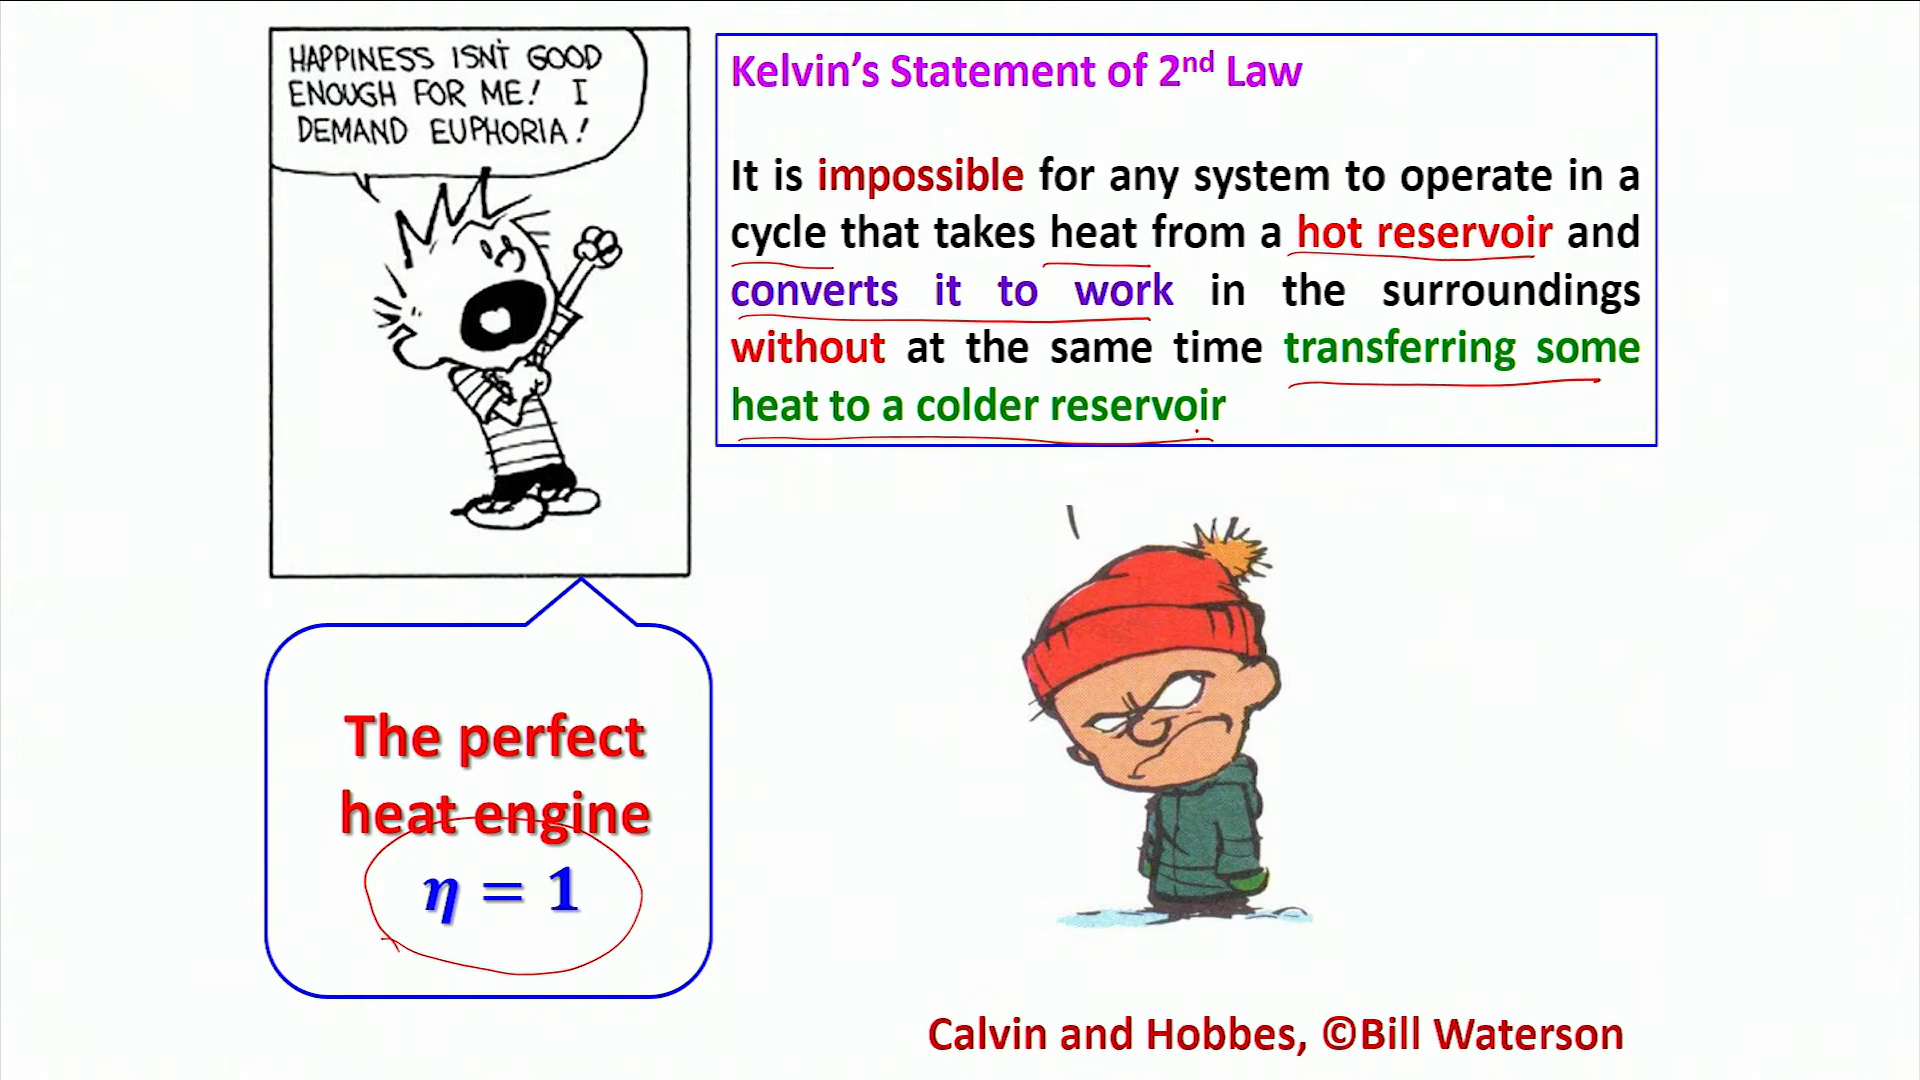 HAPPINESS ISN'T GOOD
ENOUGH FOR ME! I
DEMAND EUPHORIA!
Kelvin's Statement of 2nd Law
It is impossible for any system to operate in a
cycle that takes heat from a hot reservoir and
converts it to work in the surroundings
without at the same time transferring some
heat to a colder reservoir
The perfect
heat engine
η = 1
Calvin and Hobbes, ©Bill Waterson